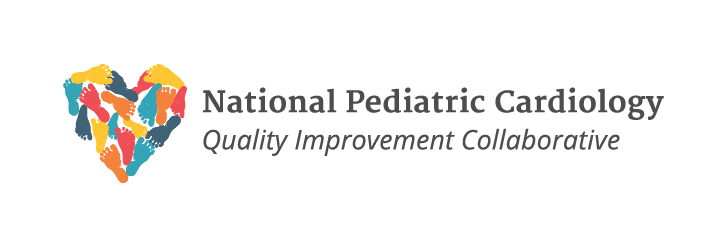 National Pediatric Cardiology
Quality Improvement Collaborative